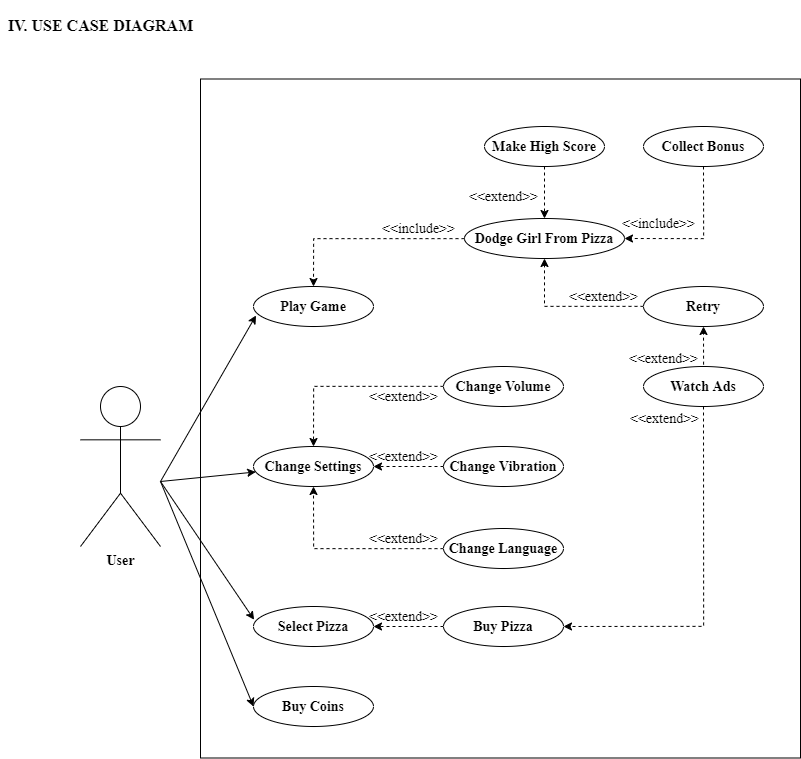 IV. USE CASE DIAGRAM
Make High Score
Collect Bonus
<<extend>>
<<include>>
<<include>>
Dodge Girl From Pizza
<<extend>>
Play Game
Retry
<<extend>>
Change Volume
Watch Ads
<<extend>>
<<extend>>
<<extend>>
Change Settings
Change Vibration
<<extend>>
Change Language
User
<<extend>>
Select Pizza
Buy Pizza
Buy Coins